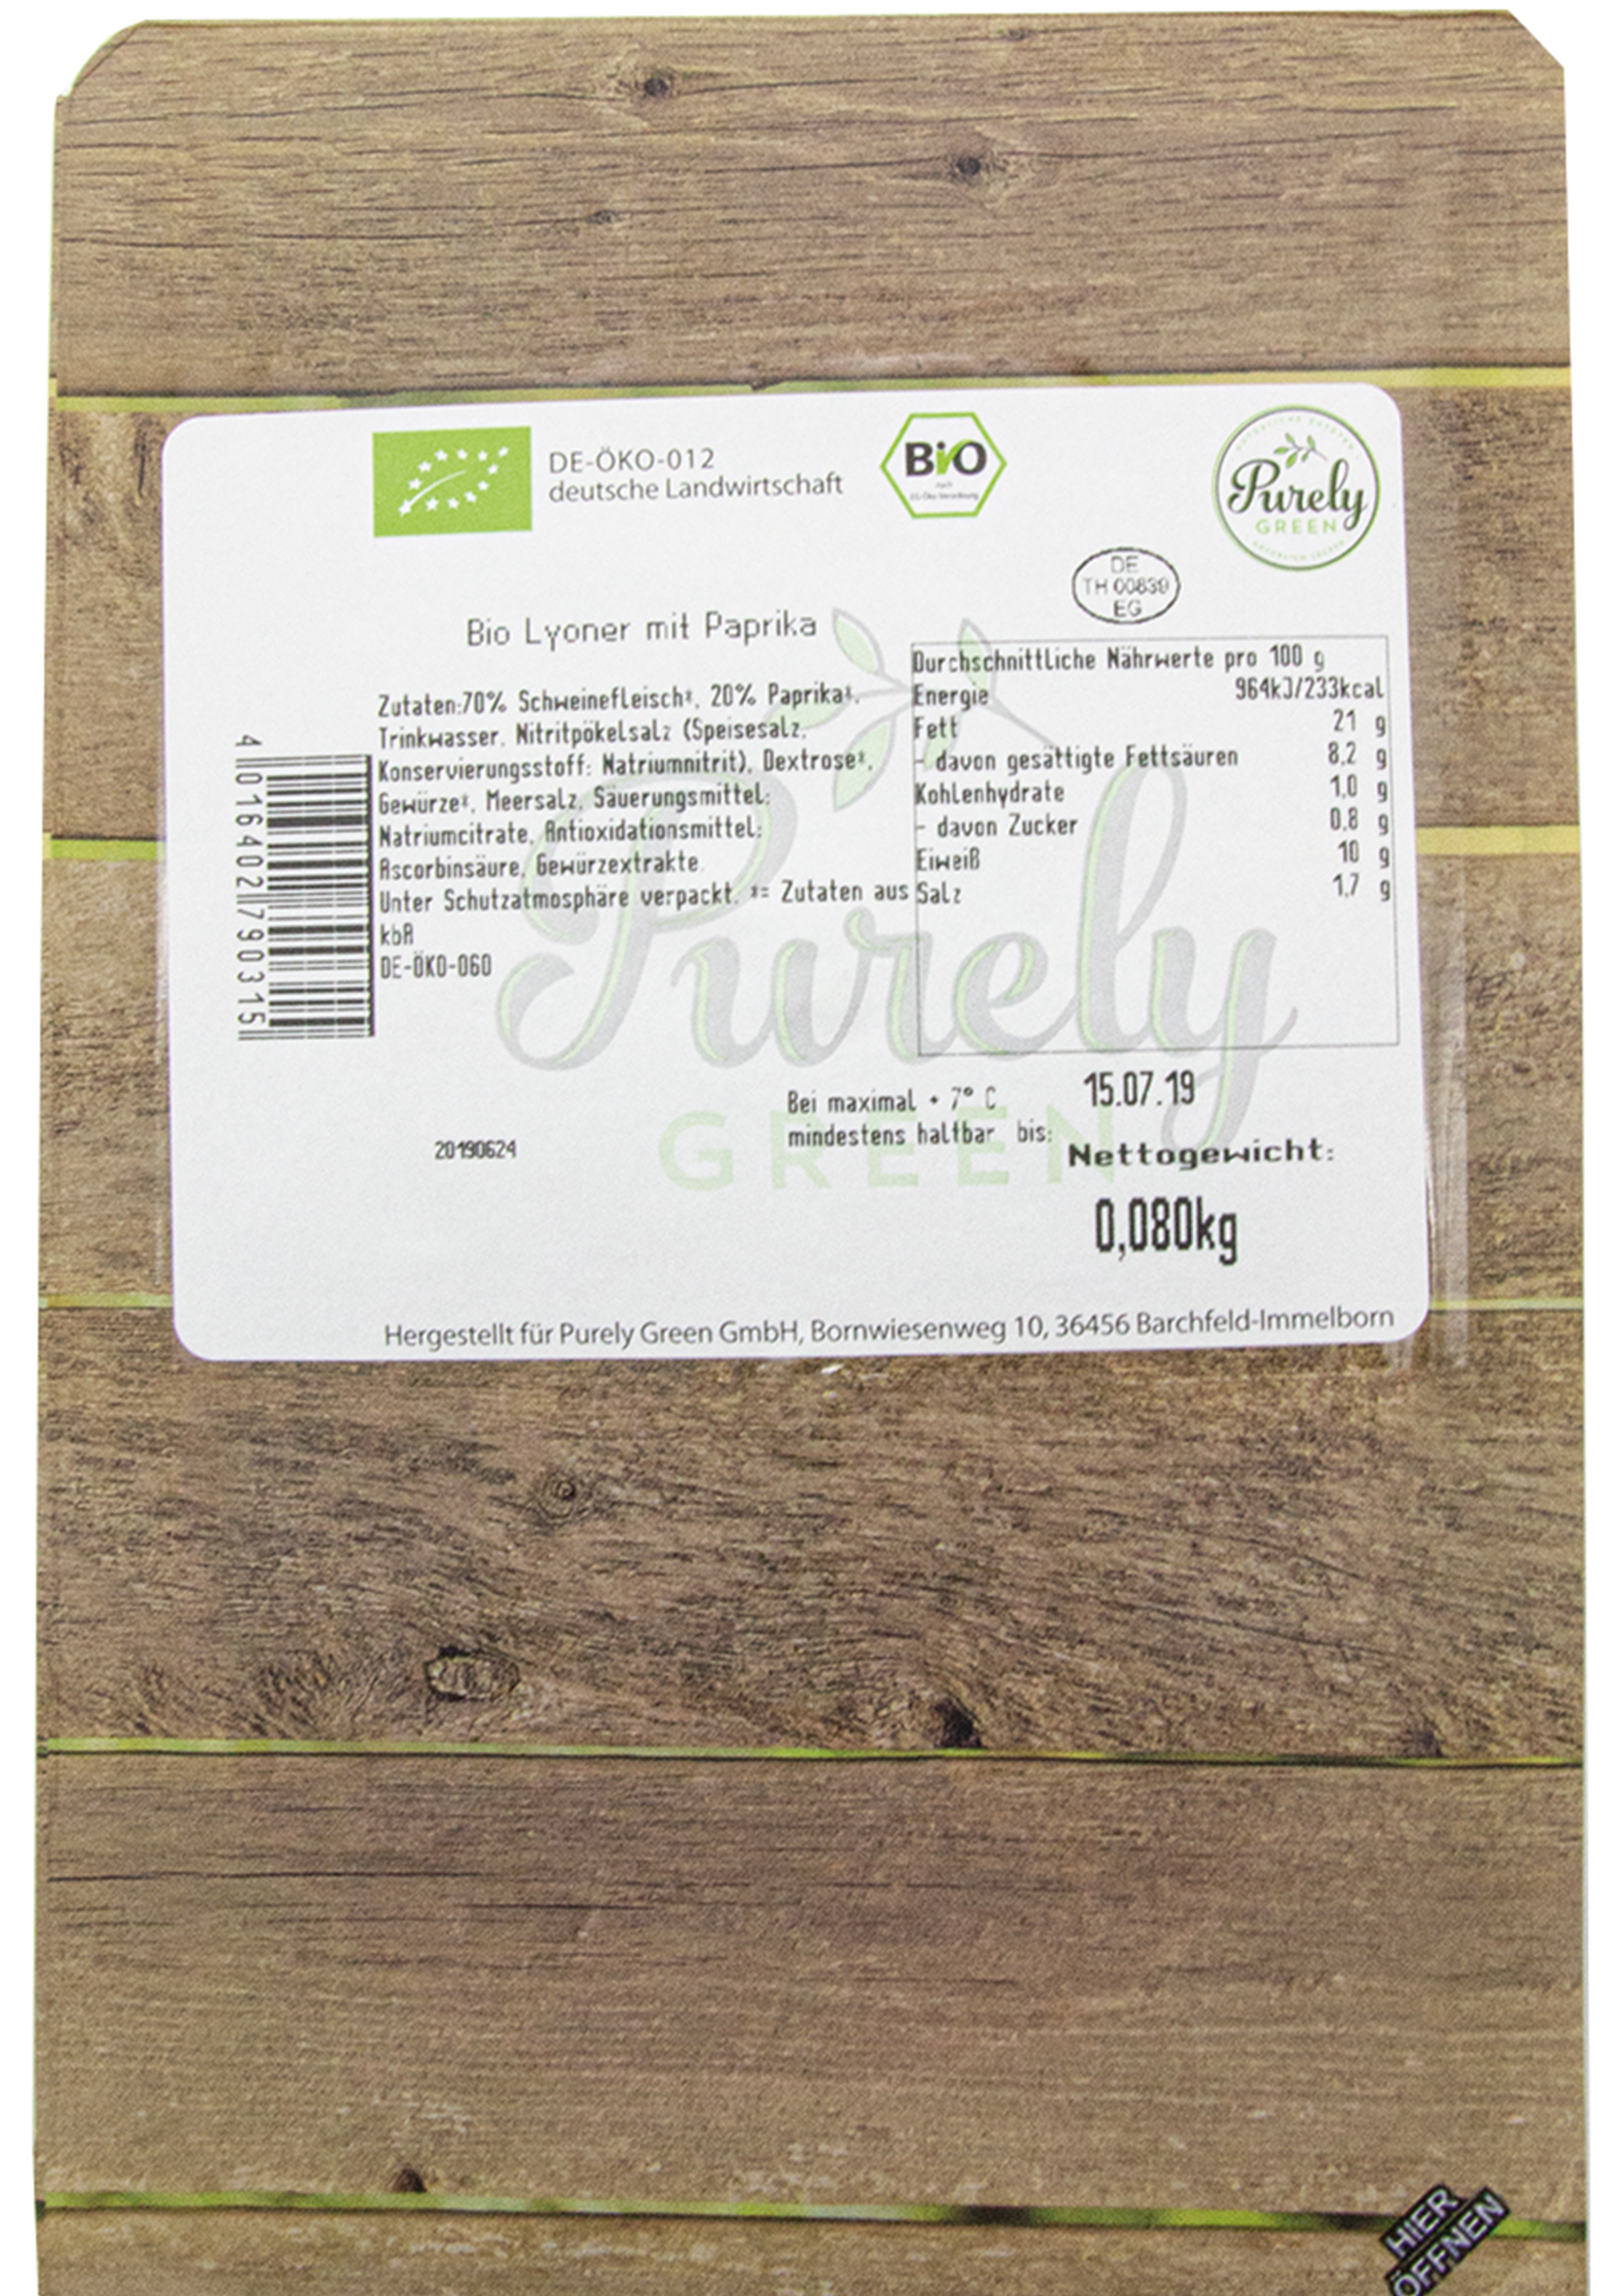 DE-ÖKO-012
deutsche Landwirtschaft
BiO
nach
EG-Öko-Verordnung
Purely
GREEN
DE
TH 00839
EG
Bio Lyoner mit Paprika
Zutaten:70% Schweinefleisch*, 20% Paprika*,
Trinkwasser, Nitritpökelsalz (Speisesalz,
Konservierungsstoff: Natriumnitrit), Dextrose*,
Gewürze*, Meersalz, Säuerungsmittel:
Natriumcitrate, Antioxidationsmittel:
Ascorbinsäure, Gewürzextrakte.
Unter Schutzatmosphäre verpackt. *= Zutaten aus
kbA
DE-ÖKO-060
Durchschnittliche Nährwerte pro 100 g
Energie 964kJ/233kcal
Fett 21 g
- davon gesättigte Fettsäuren 8,2 g
Kohlenhydrate 1,0 g
- davon Zucker 0,8 g
Eiweiß 10 g
Salz 1,7 g
4 016402 790315
Purely
GREEN
Bei maximal + 7° C
mindestens haltbar bis:
15.07.19
20190624
Nettogewicht:
0,080kg
Hergestellt für Purely Green GmbH, Bornwiesenweg 10, 36456 Barchfeld-Immelborn
HIER
ÖFFNEN